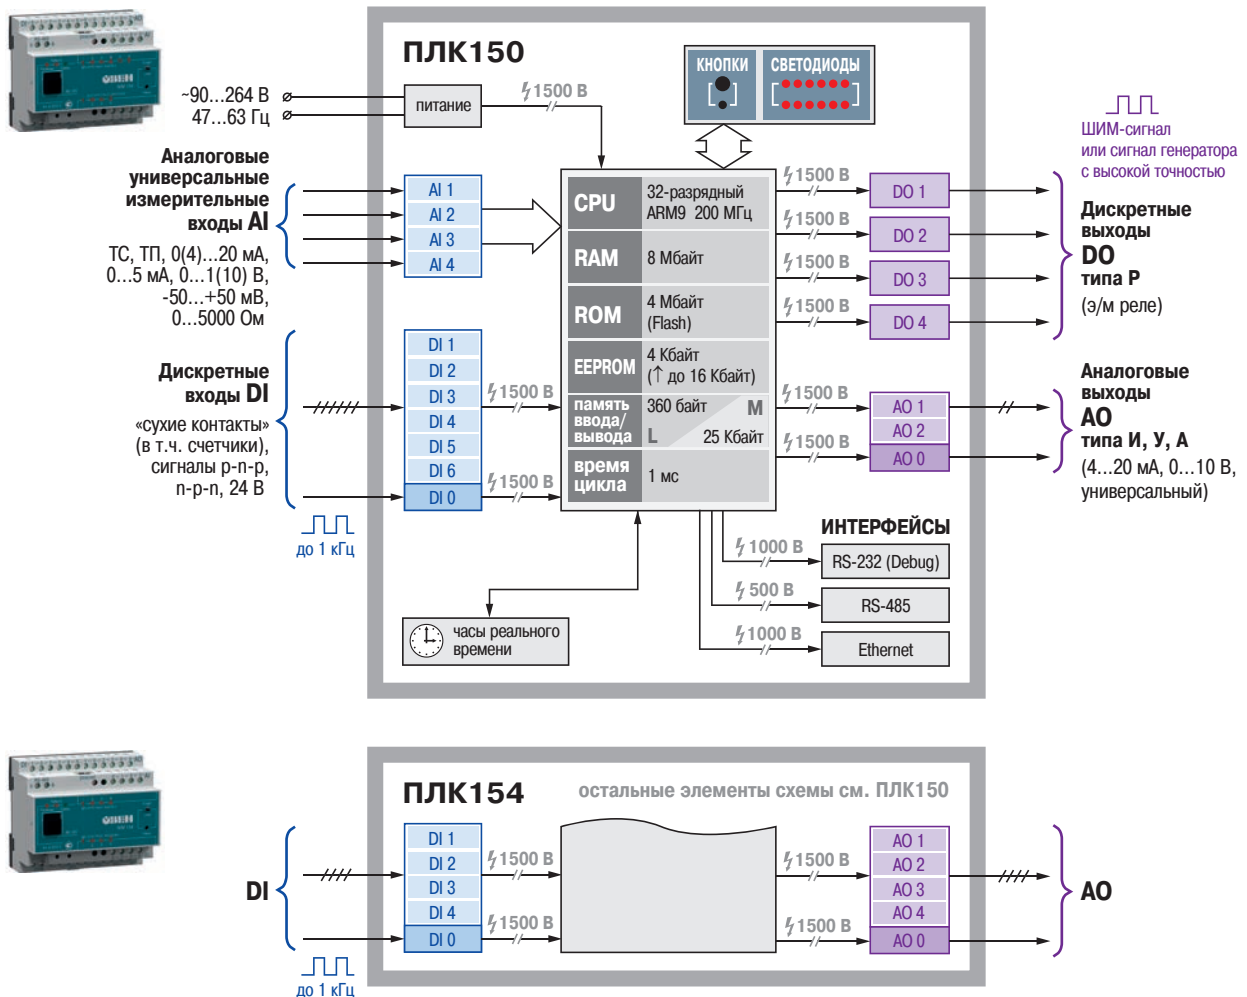 ПЛК150
КНОПКИ
СВЕТОДИОДЫ
~90...264 В
47...63 Гц
питание
1500 В
ШИМ-сигнал
или сигнал генератора
с высокой точностью
Аналоговые
универсальные
измерительные
входы AI
ТС, ТП, 0(4)...20 мА,
0...5 мА, 0...1(10) В,
-50...+50 мВ,
0...5000 Ом
AI 1
AI 2
AI 3
AI 4
CPU
32-разрядный
ARM9 200 МГц
RAM
8 Мбайт
ROM
4 Мбайт
(Flash)
EEPROM
4 Кбайт
(↑ до 16 Кбайт)
память
ввода/
вывода
360 байт
M
L
25 Кбайт
время
цикла
1 мс
1500 В
DO 1
1500 В
DO 2
1500 В
DO 3
1500 В
DO 4
Дискретные
выходы
DO
типа Р
(э/м реле)
Дискретные
входы DI
«сухие контакты»
(в т.ч. счетчики),
сигналы p-n-p,
n-p-n, 24 В
до 1 кГц
DI 1
DI 2
DI 3
DI 4
DI 5
DI 6
DI 0
1500 В
1500 В
1500 В
1500 В
AO 1
AO 2
AO 0
Аналоговые
выходы
AO
типа И, У, А
(4...20 мА, 0...10 В,
универсальный)
ИНТЕРФЕЙСЫ
1000 В
RS-232 (Debug)
500 В
RS-485
1000 В
Ethernet
часы реального
времени
ПЛК154
остальные элементы схемы см. ПЛК150
DI
до 1 кГц
DI 1
DI 2
DI 3
DI 4
DI 0
1500 В
1500 В
1500 В
1500 В
AO 1
AO 2
AO 3
AO 4
AO 0
AO